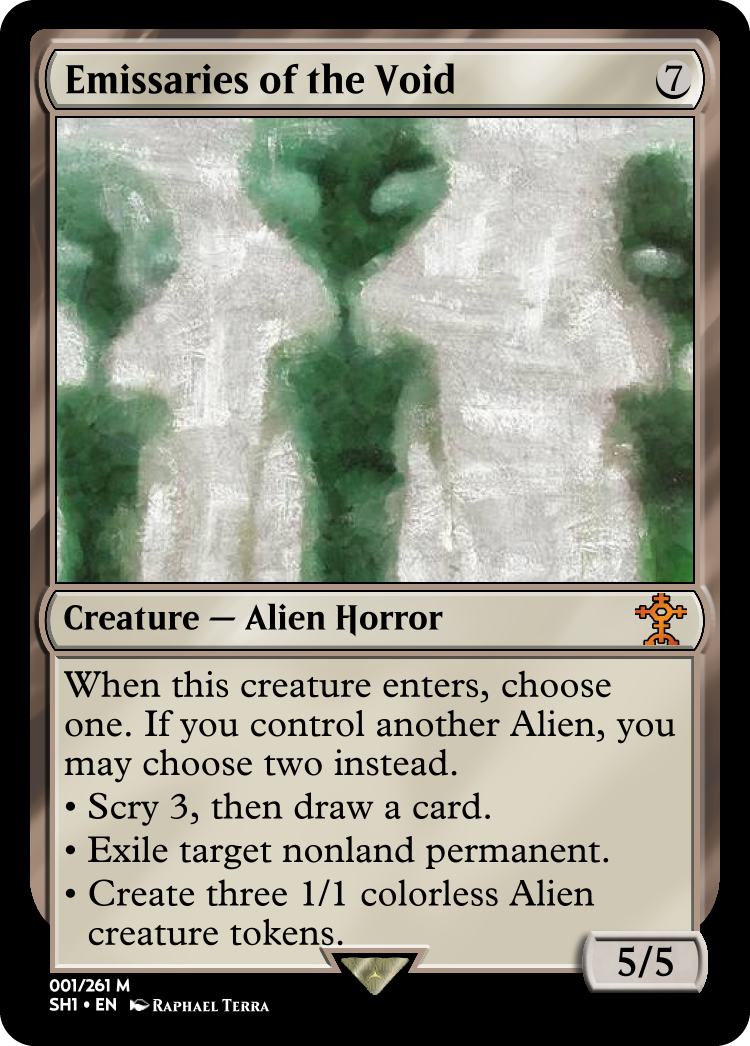 Emissaries of the Void
7
Creature — Alien Horror
When this creature enters, choose
one. If you control another Alien, you
may choose two instead.
• Scry 3, then draw a card.
• Exile target nonland permanent.
• Create three 1/1 colorless Alien
creature tokens.
5/5
001/261 M
SH1 • EN Raphael Terra